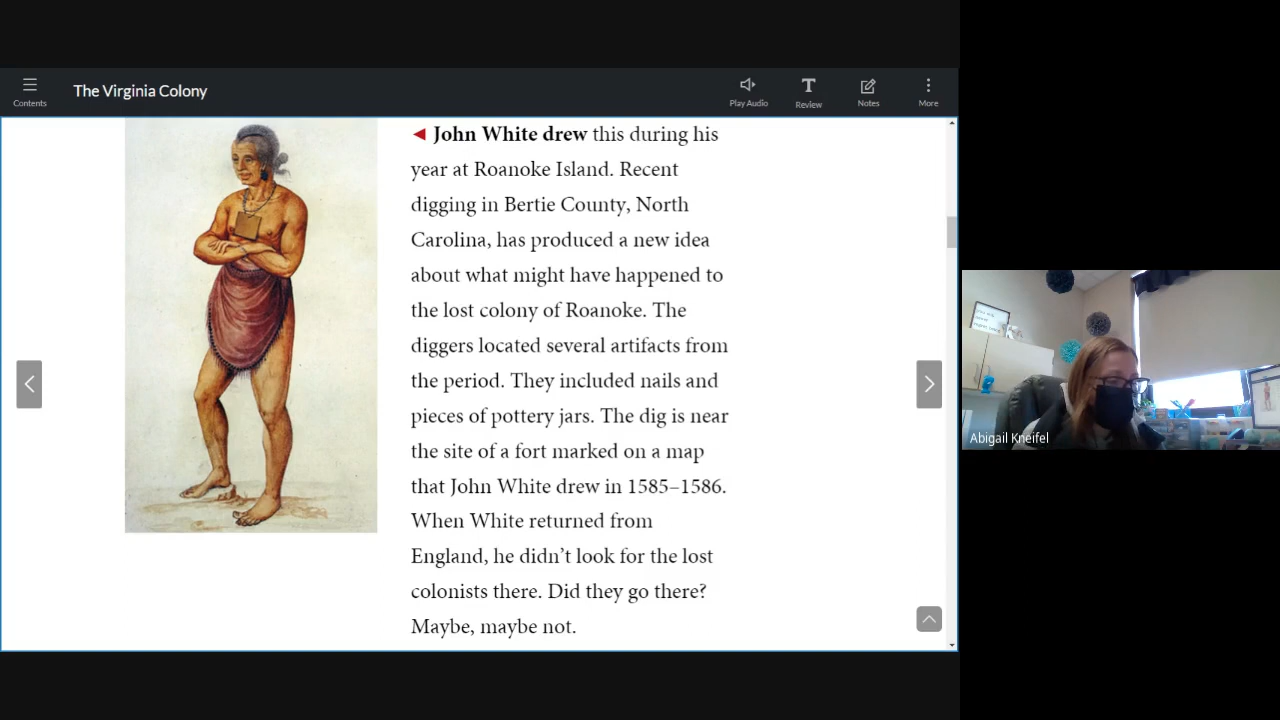 Contents
The Virginia Colony
Play Audio
Review
Notes
More
◄ John White drew this during his
year at Roanoke Island. Recent
digging in Bertie County, North
Carolina, has produced a new idea
about what might have happened to
the lost colony of Roanoke. The
diggers located several artifacts from
the period. They included nails and
pieces of pottery jars. The dig is near
the site of a fort marked on a map
that John White drew in 1585–1586.
When White returned from
England, he didn’t look for the lost
colonists there. Did they go there?
Maybe, maybe not.
Abigail Kneifel